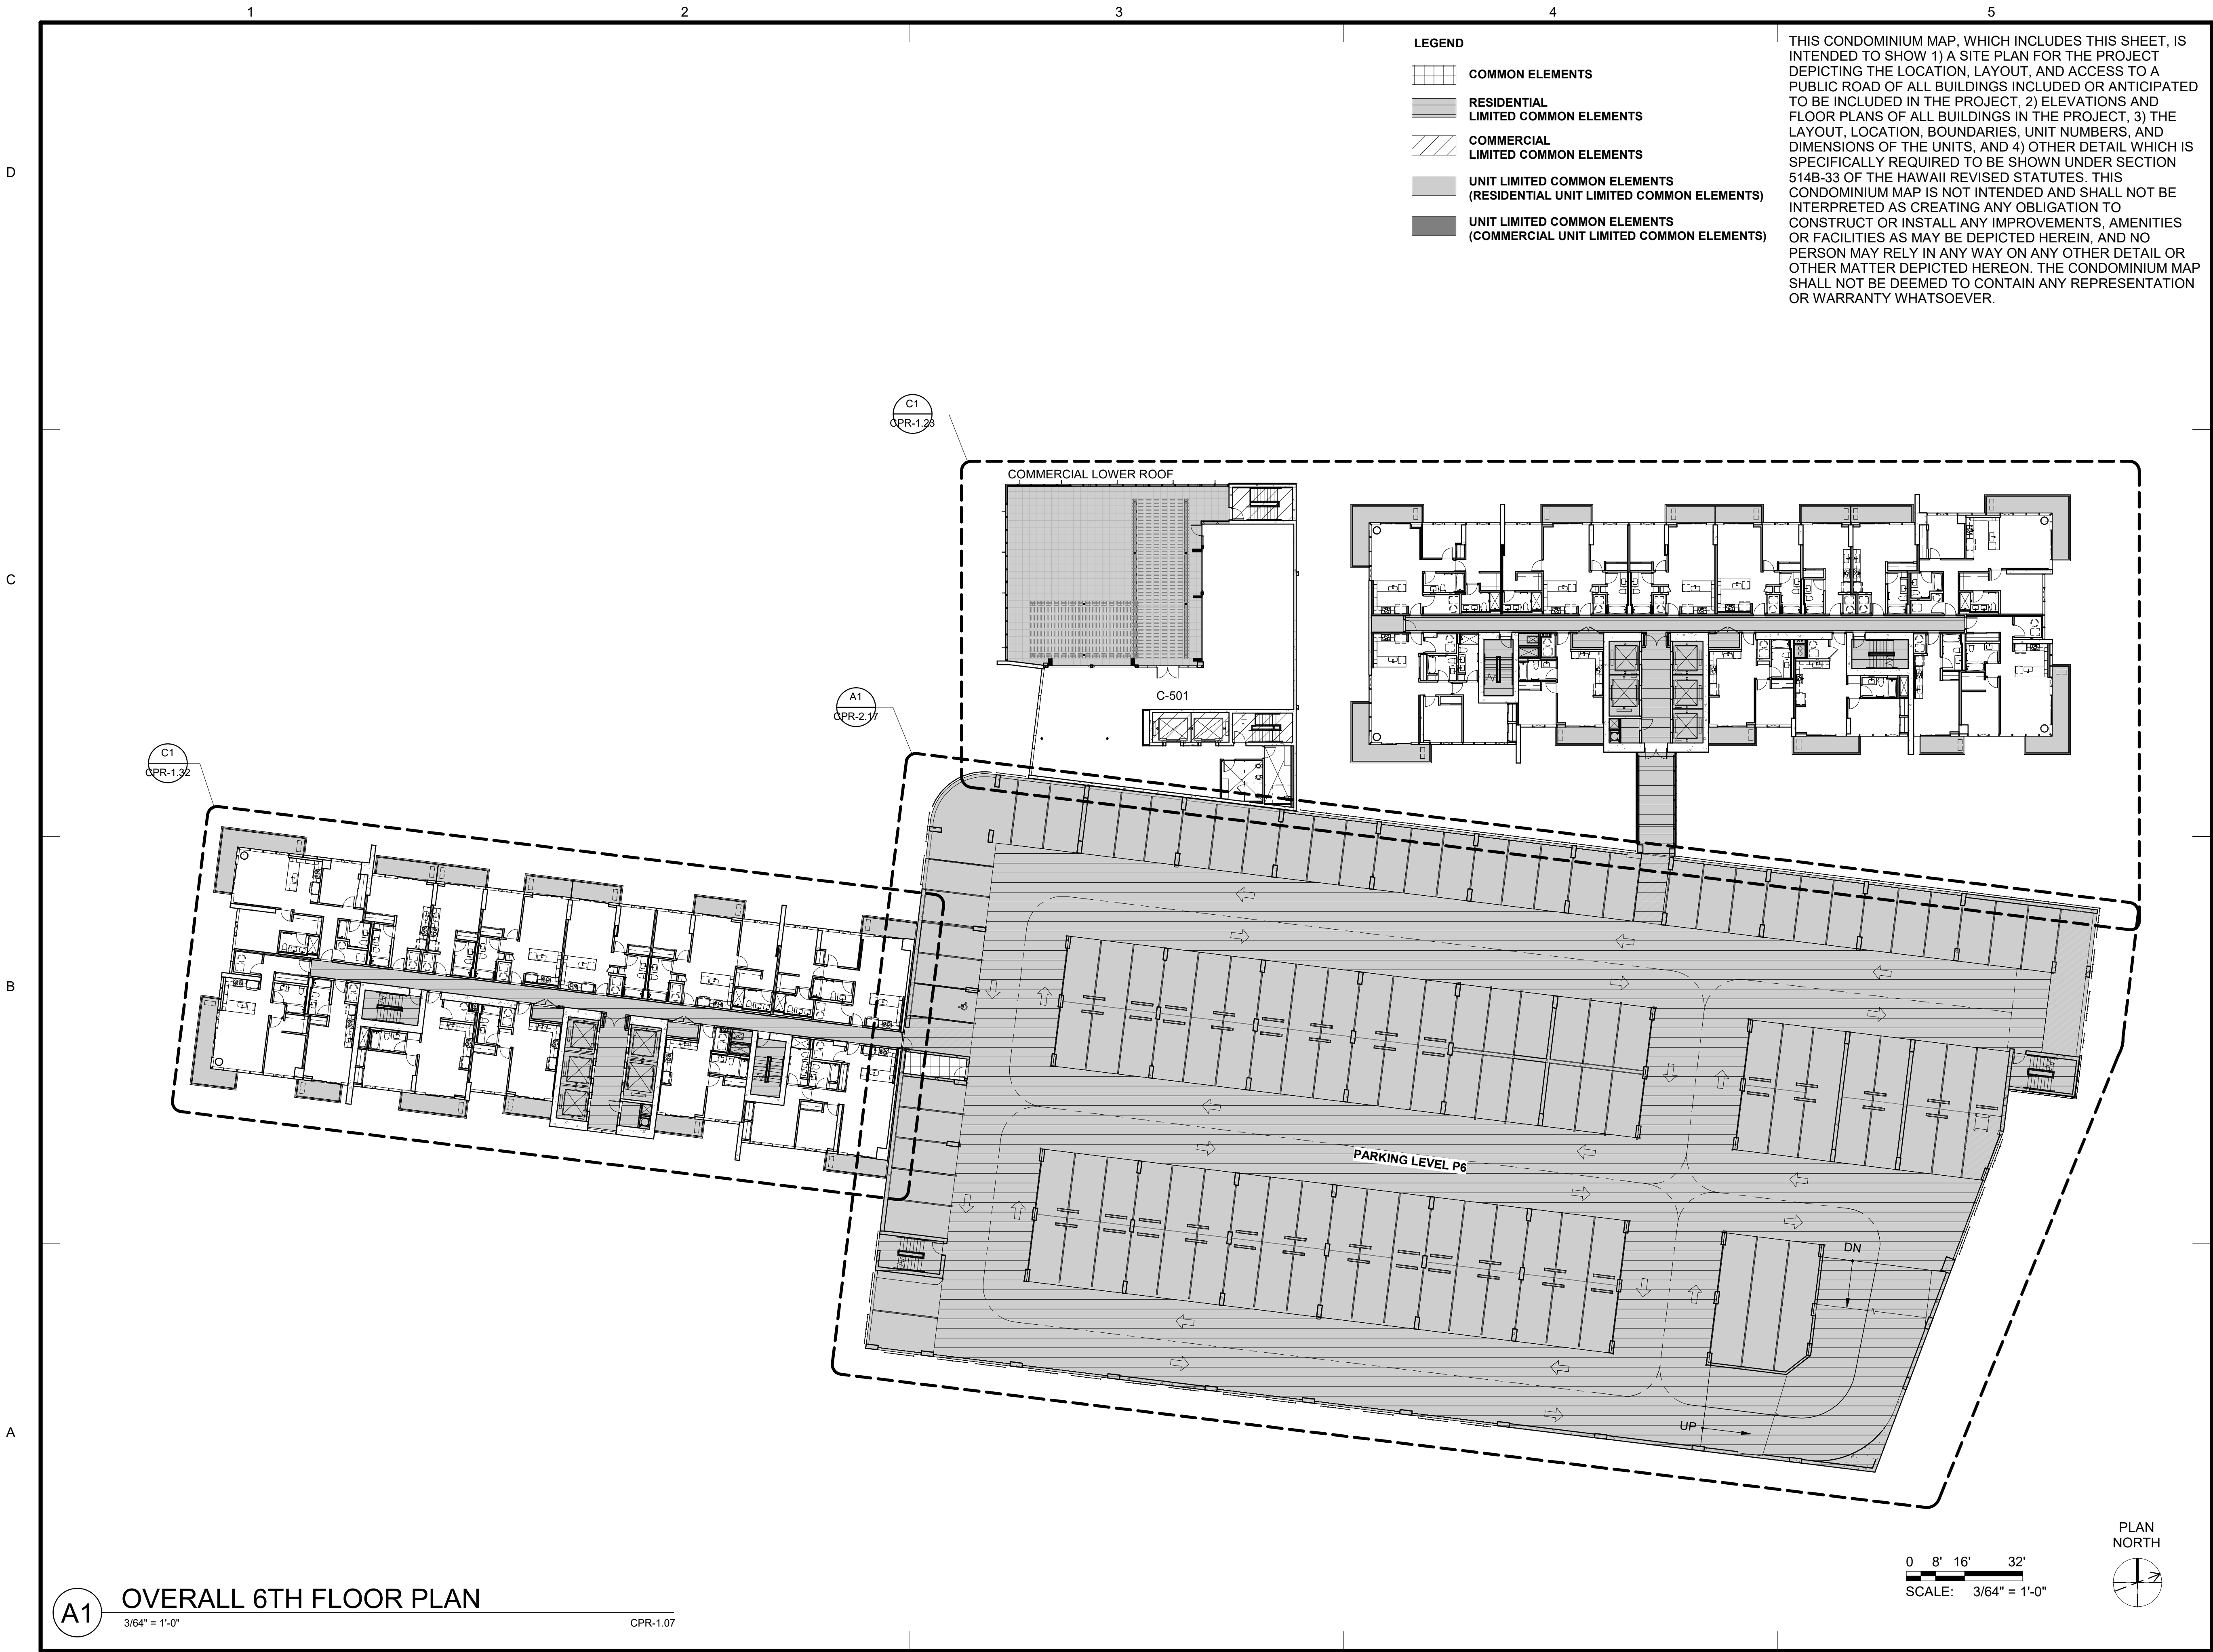 1 2 3 4 5
LEGEND
COMMON ELEMENTS
RESIDENTIAL
LIMITED COMMON ELEMENTS
COMMERCIAL
LIMITED COMMON ELEMENTS
UNIT LIMITED COMMON ELEMENTS
(RESIDENTIAL UNIT LIMITED COMMON ELEMENTS)
UNIT LIMITED COMMON ELEMENTS
(COMMERCIAL UNIT LIMITED COMMON ELEMENTS)
THIS CONDOMINIUM MAP, WHICH INCLUDES THIS SHEET, IS
INTENDED TO SHOW 1) A SITE PLAN FOR THE PROJECT
DEPICTING THE LOCATION, LAYOUT, AND ACCESS TO A
PUBLIC ROAD OF ALL BUILDINGS INCLUDED OR ANTICIPATED
TO BE INCLUDED IN THE PROJECT, 2) ELEVATIONS AND
FLOOR PLANS OF ALL BUILDINGS IN THE PROJECT, 3) THE
LAYOUT, LOCATION, BOUNDARIES, UNIT NUMBERS, AND
DIMENSIONS OF THE UNITS, AND 4) OTHER DETAIL WHICH IS
SPECIFICALLY REQUIRED TO BE SHOWN UNDER SECTION
514B-33 OF THE HAWAII REVISED STATUTES. THIS
CONDOMINIUM MAP IS NOT INTENDED AND SHALL NOT BE
INTERPRETED AS CREATING ANY OBLIGATION TO
CONSTRUCT OR INSTALL ANY IMPROVEMENTS, AMENITIES
OR FACILITIES AS MAY BE DEPICTED HEREIN, AND NO
PERSON MAY RELY IN ANY WAY ON ANY OTHER DETAIL OR
OTHER MATTER DEPICTED HEREON. THE CONDOMINIUM MAP
SHALL NOT BE DEEMED TO CONTAIN ANY REPRESENTATION
OR WARRANTY WHATSOEVER.
D
C1
CPR-1.23
COMMERCIAL LOWER ROOF
C
C-501
A1
CPR-2.17
C1
CPR-1.32
B
PARKING LEVEL P6
DN
UP
A
PLAN
NORTH
0 8' 16' 32'
SCALE: 3/64" = 1'-0"
A1
OVERALL 6TH FLOOR PLAN
3/64" = 1'-0"
CPR-1.07